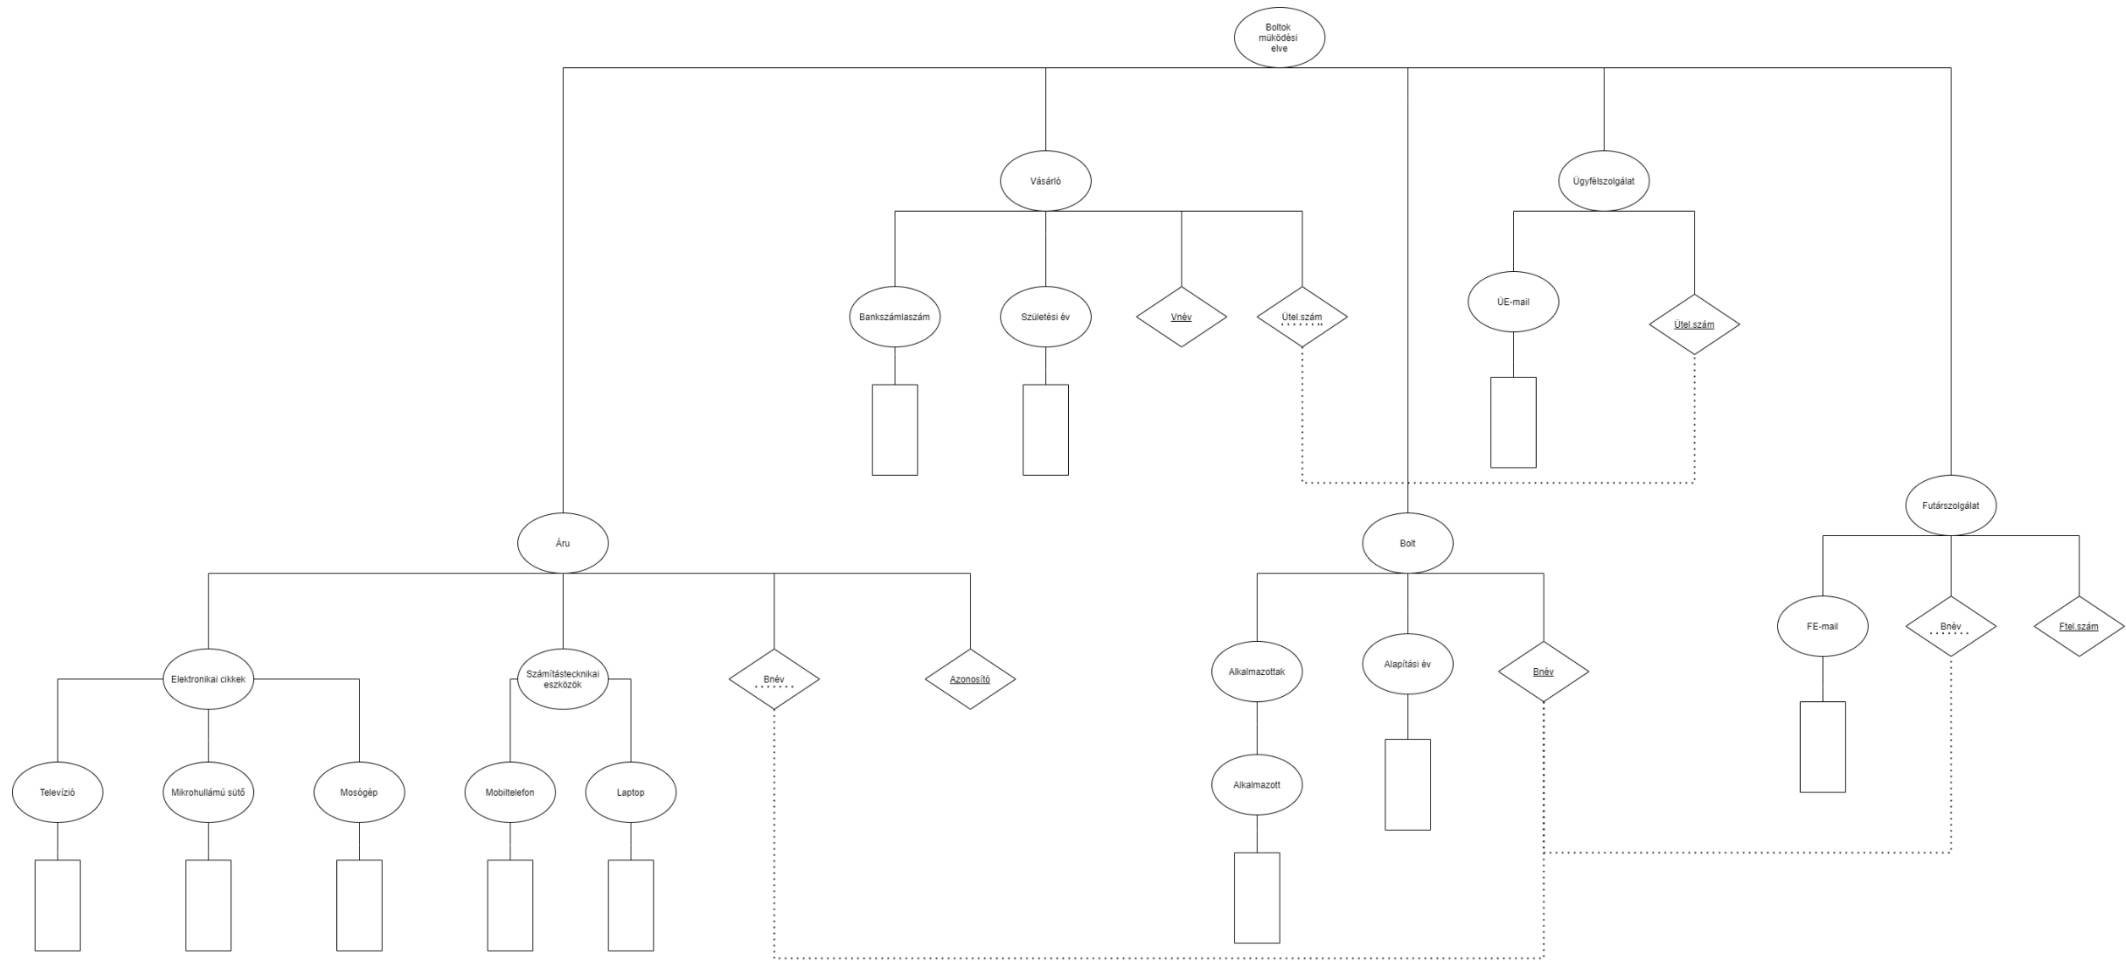 Boltok
müködési
elve
Vásárló
Ügyfélszolgálat
Bankszámlaszám
Születési év
Vnév
Ütel.szám
ÜE-mail
Ütel.szám
Futárszolgálat
Áru
Bolt
FE-mail
Bnév
Ftel.szám
Elektronikai cikkek
Számítástecknikai
eszközök
Bnév
Azonosító
Alkalmazottak
Alapítási év
Bnév
Televízió
Mikrohullámú sütő
Mosógép
Mobiltelefon
Laptop
Alkalmazott